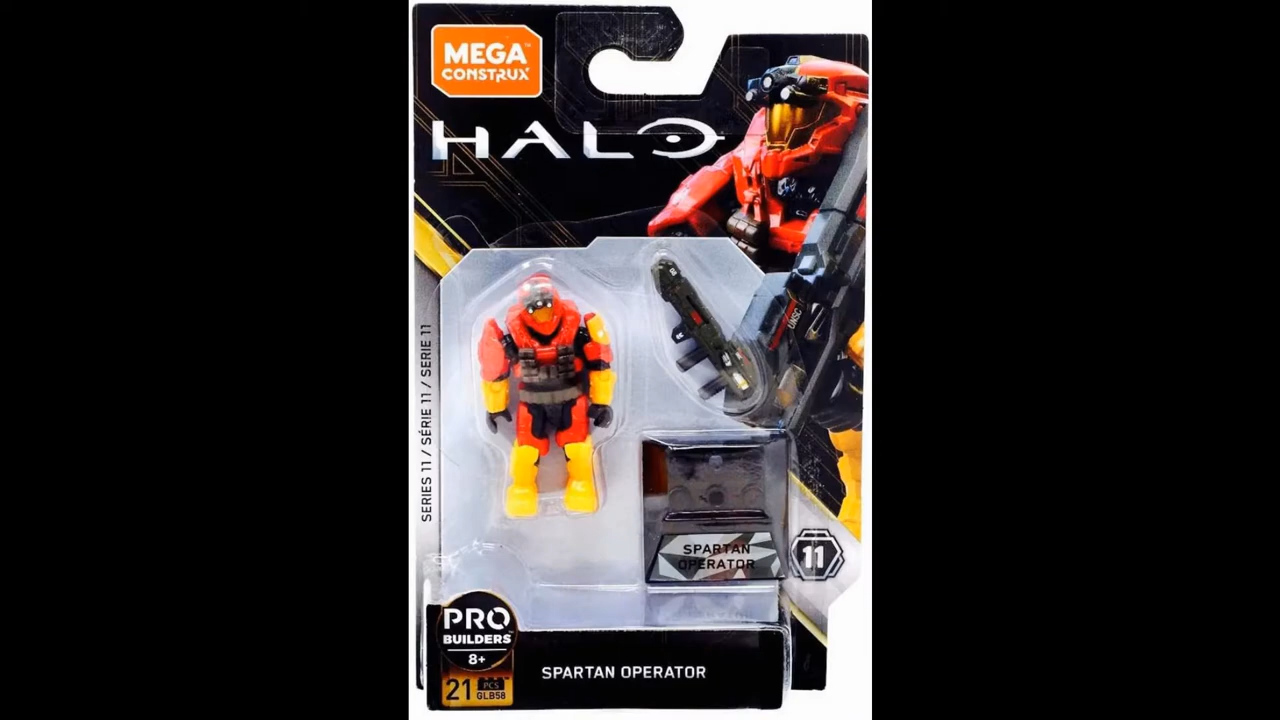 MEGA
CONSTRUX
HALO
UNSC
SERIES 11 / SÉRIE 11 / SERIE 11
SPARTAN
OPERATOR
11
PRO
BUILDERS
8+
21 PCS
GLB58
SPARTAN OPERATOR